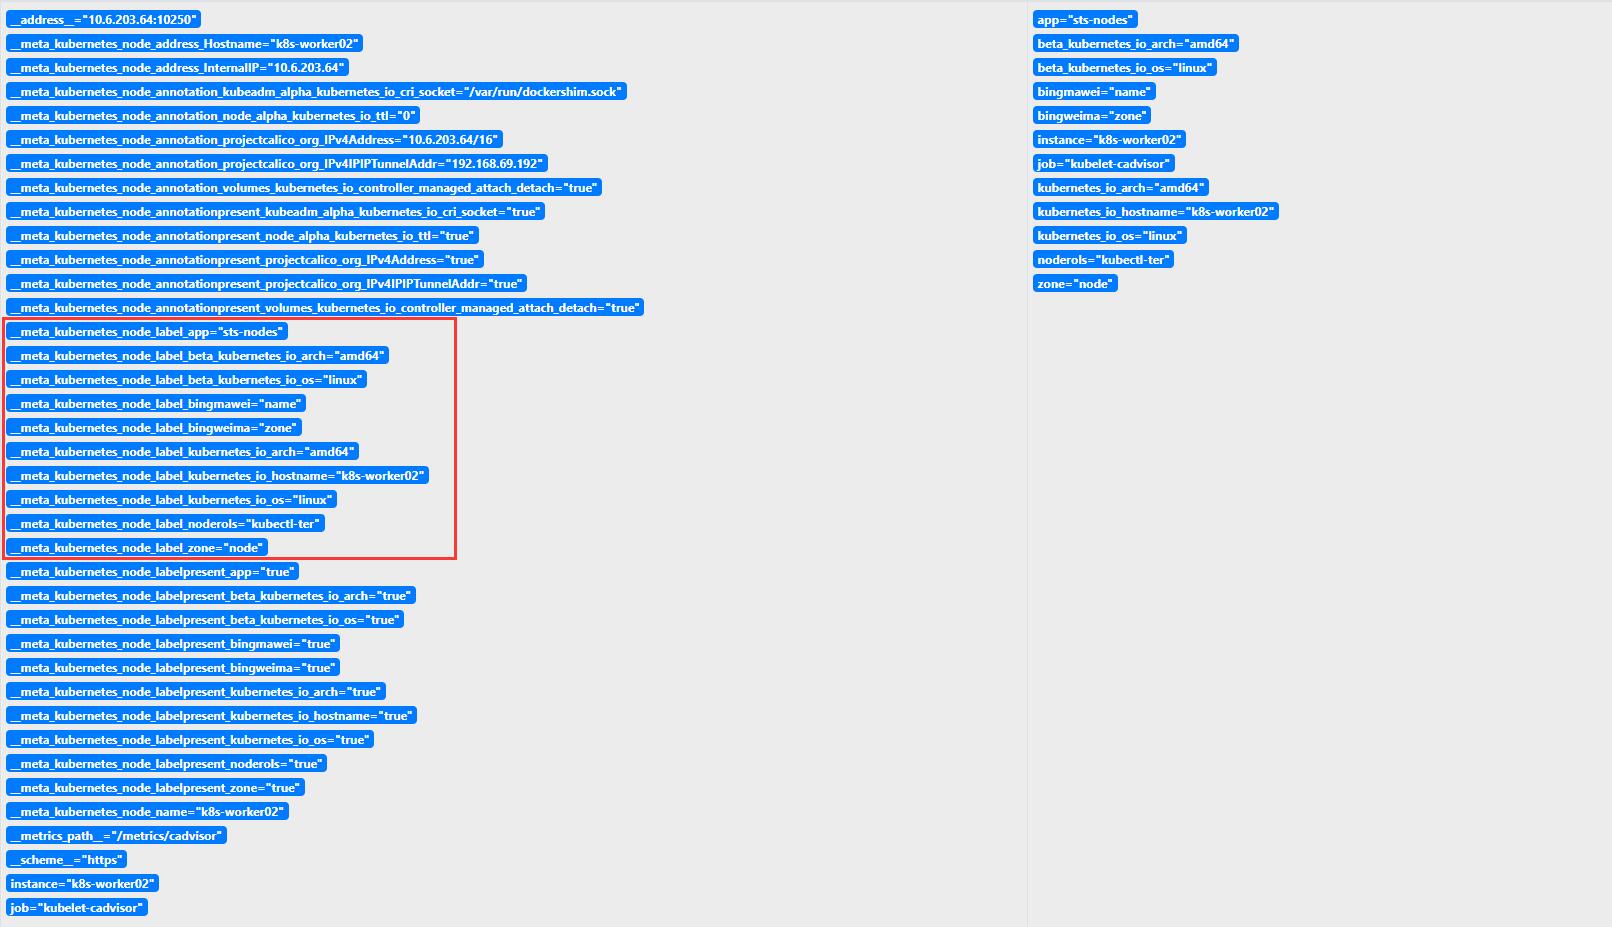 __address__="10.6.203.64:10250"
__meta_kubernetes_node_address_Hostname="k8s-worker02"
__meta_kubernetes_node_address_InternalIP="10.6.203.64"
__meta_kubernetes_node_annotation_kubeadm_alpha_kubernetes_io_cri_socket="/var/run/dockershim.sock"
__meta_kubernetes_node_annotation_node_alpha_kubernetes_io_ttl="0"
__meta_kubernetes_node_annotation_projectcalico_org_IPv4Address="10.6.203.64/16"
__meta_kubernetes_node_annotation_projectcalico_org_IPv4IPIPTunnelAddr="192.168.69.192"
__meta_kubernetes_node_annotation_volumes_kubernetes_io_controller_managed_attach_detach="true"
__meta_kubernetes_node_annotationpresent_kubeadm_alpha_kubernetes_io_cri_socket="true"
__meta_kubernetes_node_annotationpresent_node_alpha_kubernetes_io_ttl="true"
__meta_kubernetes_node_annotationpresent_projectcalico_org_IPv4Address="true"
__meta_kubernetes_node_annotationpresent_projectcalico_org_IPv4IPIPTunnelAddr="true"
__meta_kubernetes_node_annotationpresent_volumes_kubernetes_io_controller_managed_attach_detach="true"
__meta_kubernetes_node_label_app="sts-nodes"
__meta_kubernetes_node_label_beta_kubernetes_io_arch="amd64"
__meta_kubernetes_node_label_beta_kubernetes_io_os="linux"
__meta_kubernetes_node_label_bingmawei="name"
__meta_kubernetes_node_label_bingweima="zone"
__meta_kubernetes_node_label_kubernetes_io_arch="amd64"
__meta_kubernetes_node_label_kubernetes_io_hostname="k8s-worker02"
__meta_kubernetes_node_label_kubernetes_io_os="linux"
__meta_kubernetes_node_label_noderols="kubectl-ter"
__meta_kubernetes_node_label_zone="node"
__meta_kubernetes_node_labelpresent_app="true"
__meta_kubernetes_node_labelpresent_beta_kubernetes_io_arch="true"
__meta_kubernetes_node_labelpresent_beta_kubernetes_io_os="true"
__meta_kubernetes_node_labelpresent_bingmawei="true"
__meta_kubernetes_node_labelpresent_bingweima="true"
__meta_kubernetes_node_labelpresent_kubernetes_io_arch="true"
__meta_kubernetes_node_labelpresent_kubernetes_io_hostname="true"
__meta_kubernetes_node_labelpresent_kubernetes_io_os="true"
__meta_kubernetes_node_labelpresent_noderols="true"
__meta_kubernetes_node_labelpresent_zone="true"
__meta_kubernetes_node_name="k8s-worker02"
__metrics_path__="/metrics/cadvisor"
__scheme__="https"
instance="k8s-worker02"
job="kubelet-cadvisor"
app="sts-nodes"
beta_kubernetes_io_arch="amd64"
beta_kubernetes_io_os="linux"
bingmawei="name"
bingweima="zone"
instance="k8s-worker02"
job="kubelet-cadvisor"
kubernetes_io_arch="amd64"
kubernetes_io_hostname="k8s-worker02"
kubernetes_io_os="linux"
noderols="kubectl-ter"
zone="node"